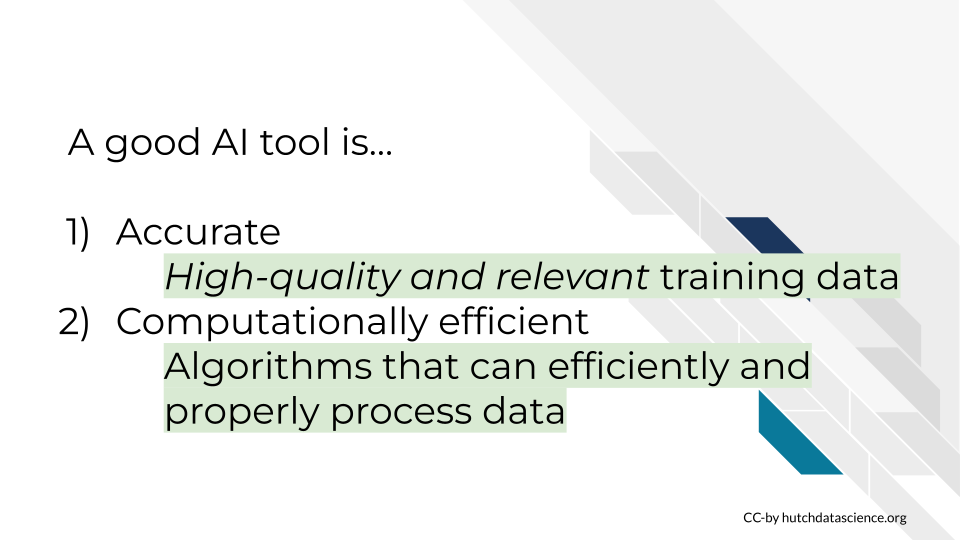 A good AI tool is...
1) Accurate
High-quality and relevant training data
2) Computationally efficient
Algorithms that can efficiently and
properly process data
CC-by hutchdatascience.org